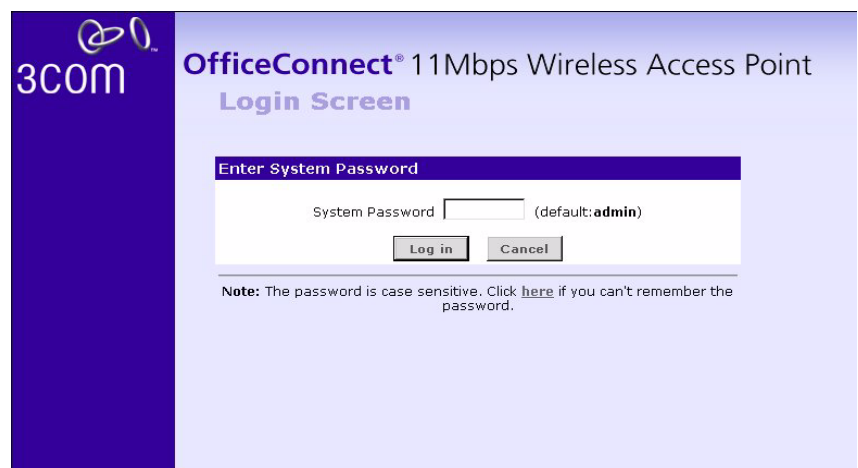 3COM
OfficeConnect® 11Mbps Wireless Access Point
Login Screen
Enter System Password
System Password (default:admin)
Log in Cancel
Note: The password is case sensitive. Click here if you can't remember the
password.